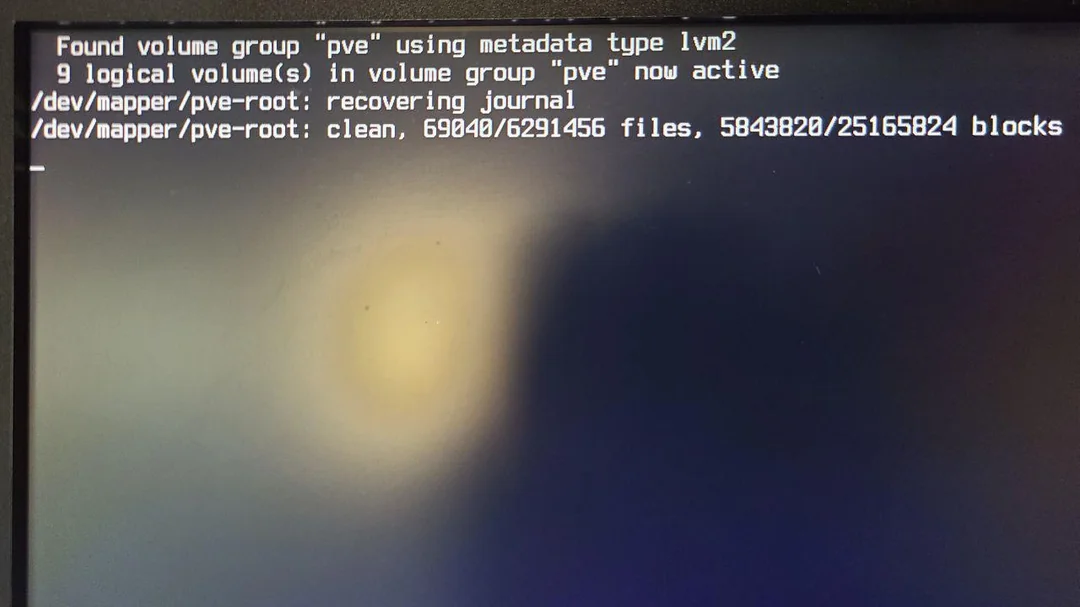 Found volume group "pve" using metadata type lvm2
9 logical volume(s) in volume group "pve" now active
/dev/mapper/pve-root: recovering journal
/dev/mapper/pve-root: clean, 69040/6291456 files, 5843820/25165824 blocks